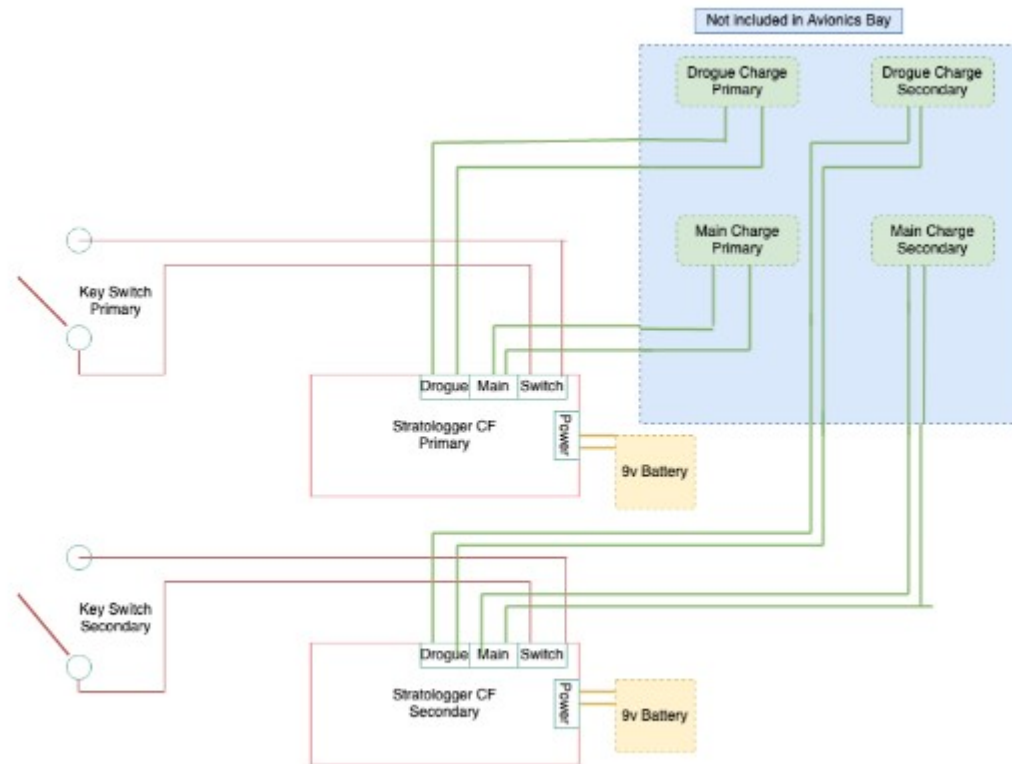 Not included in Avionics Bay
Drogue Charge
Primary
Drogue Charge
Secondary
Main Charge
Primary
Main Charge
Secondary
Key Switch
Primary
Drogue
Main
Switch
Stratologger CF
Primary
Power
9v Battery
Key Switch
Secondary
Drogue
Main
Switch
Stratologger CF
Secondary
Power
9v Battery